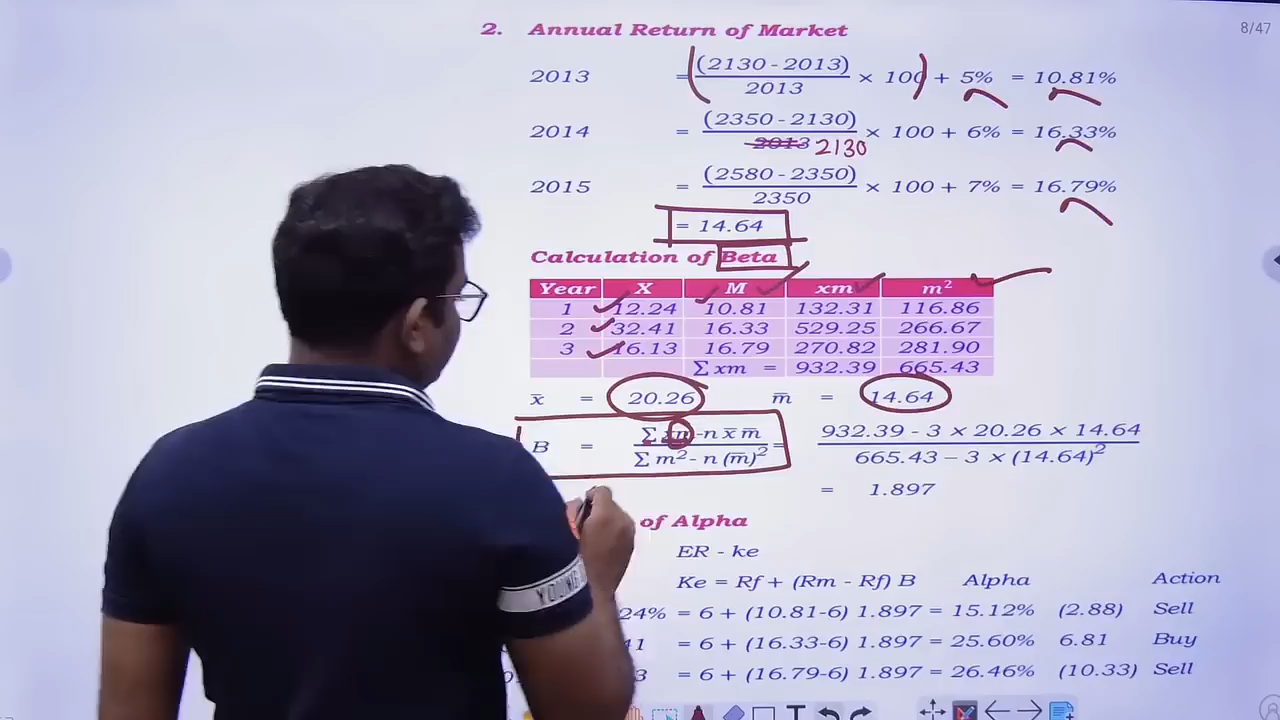 8/47
2. Annual Return of Market
2013 = (2130 - 2013) / 2013 × 100 + 5% = 10.81%
2014 = (2350 - 2130) / 2013 2130 × 100 + 6% = 16.33%
2015 = (2580 - 2350) / 2350 × 100 + 7% = 16.79%
= 14.64
Calculation of Beta
Year X M xm m²
1 12.24 10.81 132.31 116.86
2 32.41 16.33 529.25 266.67
3 16.13 16.79 270.82 281.90
Σ xm = 932.39 665.43
x̄ = 20.26 m̄ = 14.64
B = Σ xm - n x̄ m̄ / Σ m² - n (m̄)² = 932.39 - 3 × 20.26 × 14.64 / 665.43 – 3 × (14.64)²
= 1.897
of Alpha
ER - ke
Ke = Rf + (Rm - Rf) B Alpha Action
24% = 6 + (10.81-6) 1.897 = 15.12% (2.88) Sell
41 = 6 + (16.33-6) 1.897 = 25.60% 6.81 Buy
3 = 6 + (16.79-6) 1.897 = 26.46% (10.33) Sell
T